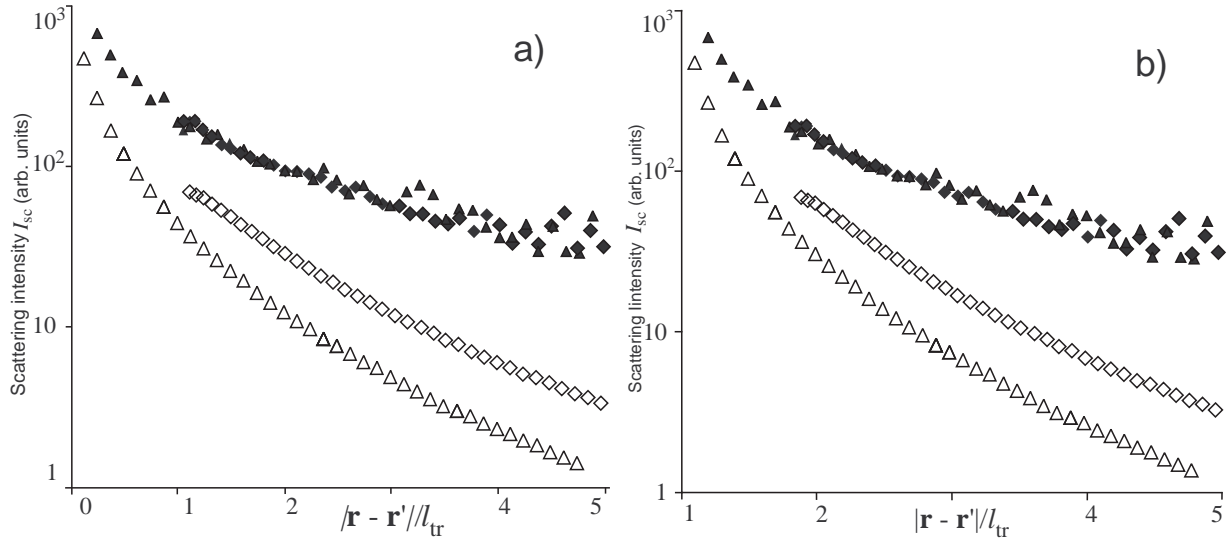 10³
10²
10
1
Scattering intensity I_sc (arb. units)
a)
0 1 2 3 4 5
/r - r'//l_tr
10³
10²
10
1
Scattering lintensity I_sc (arb. units)
b)
1 2 3 4 5
|r - r'|/l_tr